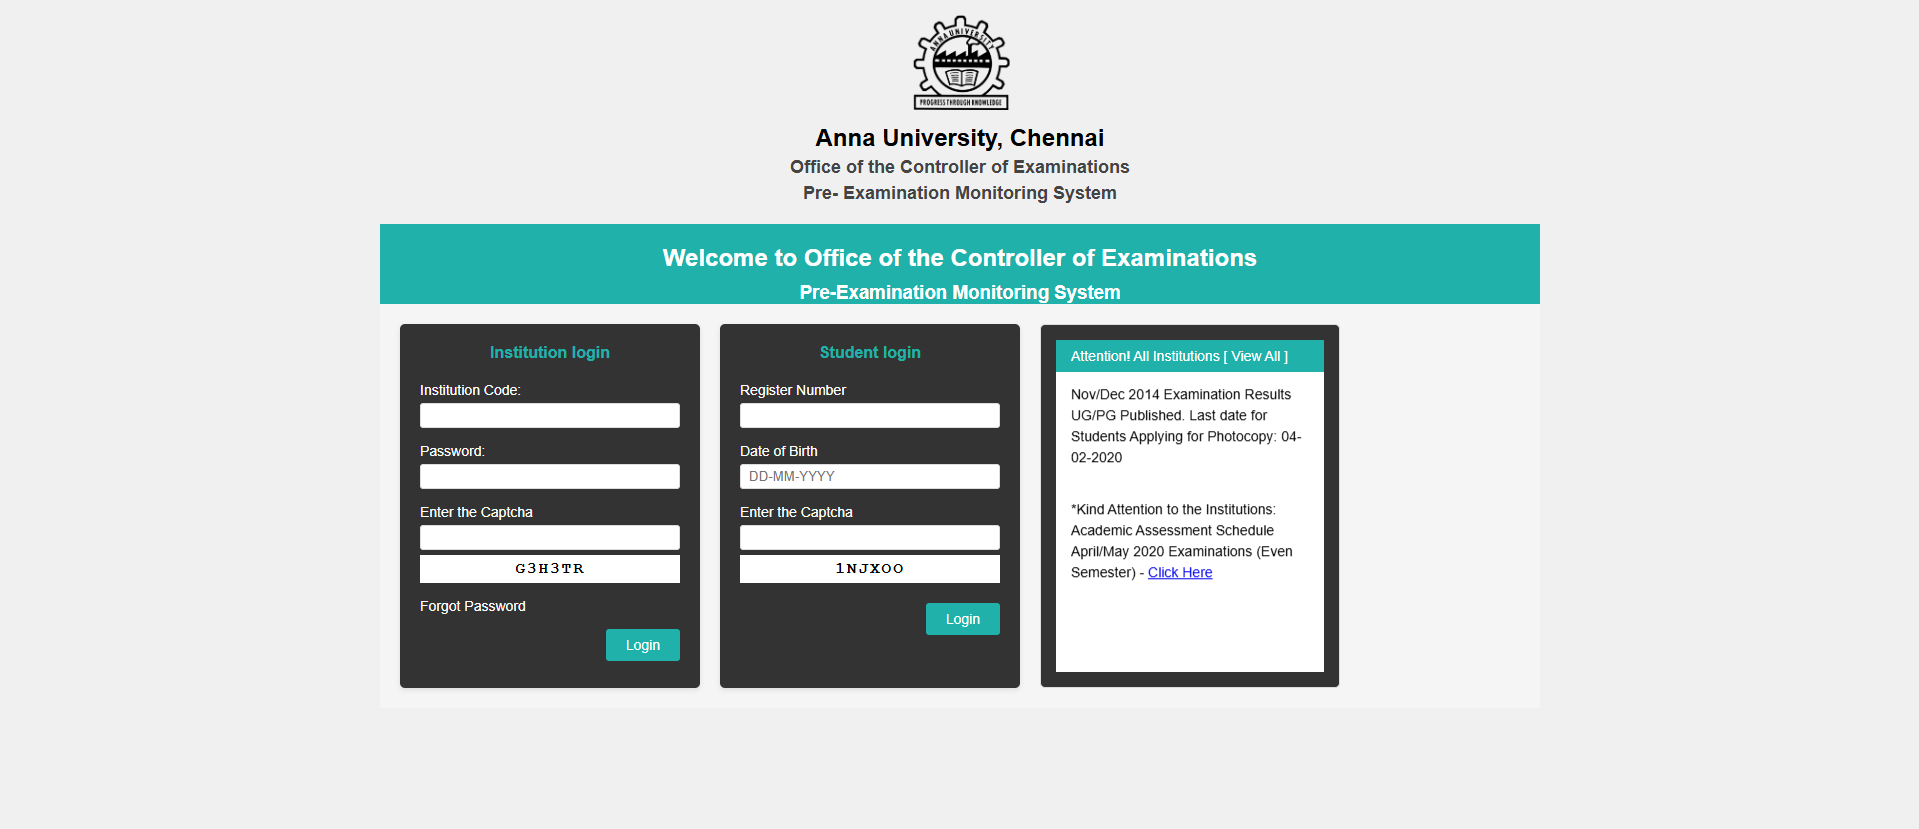 ANNA UNIVERSITY
PROGRESS THROUGH KNOWLEDGE
Anna University, Chennai
Office of the Controller of Examinations
Pre- Examination Monitoring System
Welcome to Office of the Controller of Examinations
Pre-Examination Monitoring System
Institution login
Institution Code:
Password:
Enter the Captcha
G3H3TR
Forgot Password
Login
Student login
Register Number
Date of Birth
DD-MM-YYYY
Enter the Captcha
1NJXOO
Login
Attention! All Institutions [ View All ]
Nov/Dec 2014 Examination Results
UG/PG Published. Last date for
Students Applying for Photocopy: 04-
02-2020
*Kind Attention to the Institutions:
Academic Assessment Schedule
April/May 2020 Examinations (Even
Semester) - Click Here